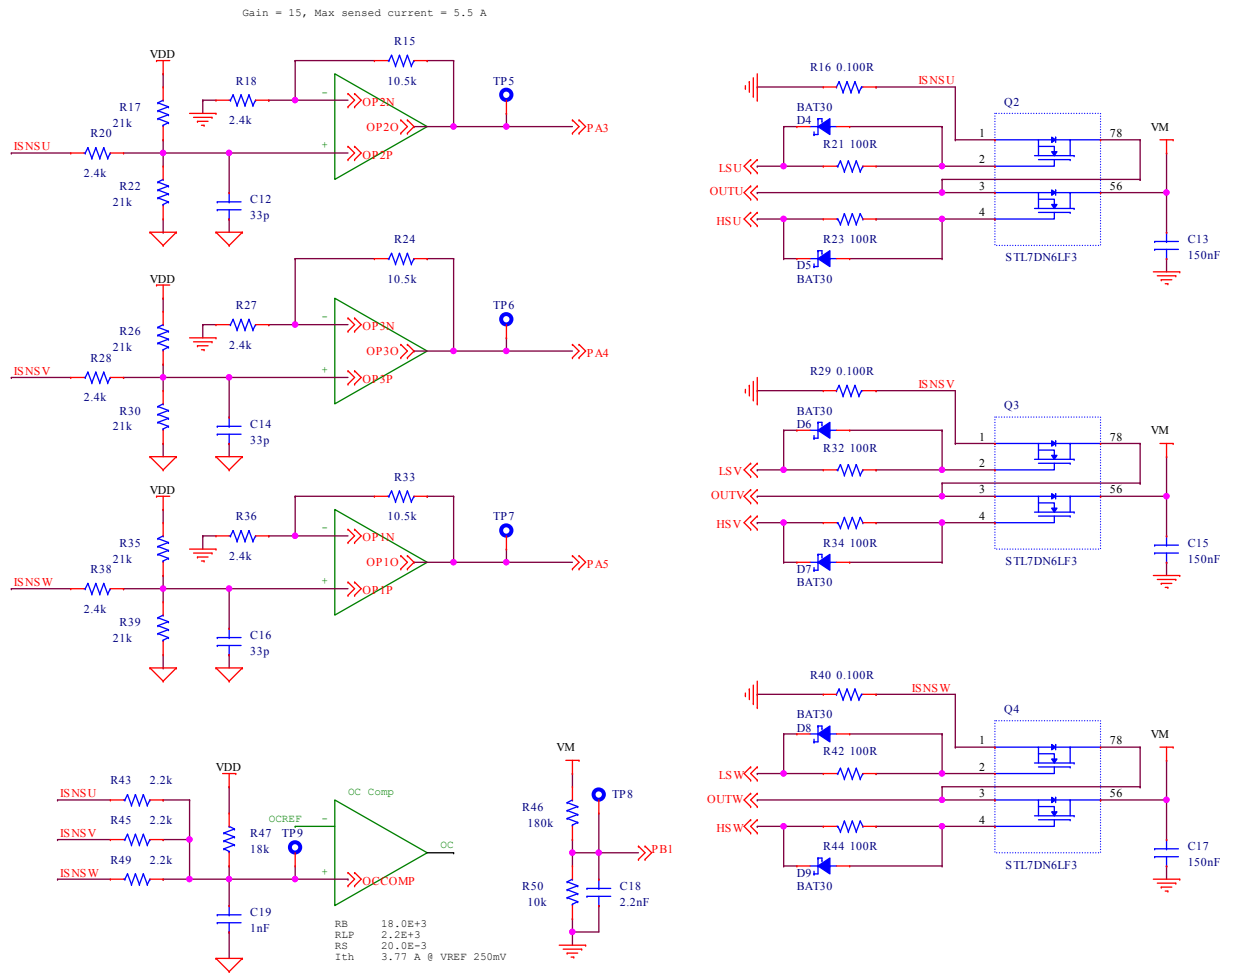 Gain = 15, Max sensed current = 5.5 A
VDD
R15
10.5k
R18
2.4k
TP5
R17
21k
R20
ISNSU
2.4k
R22
21k
C12
33p
-
+
OP2N
OP2O
OP2P
PA3
VDD
R24
10.5k
R27
2.4k
TP6
R26
21k
R28
ISNSV
2.4k
R30
21k
C14
33p
-
+
OP3N
OP3O
OP3P
PA4
VDD
R33
10.5k
R36
2.4k
TP7
R35
21k
R38
ISNSW
2.4k
R39
21k
C16
33p
-
+
OP1N
OP1O
OP1P
PA5
R43 2.2k
ISNSU
R45 2.2k
ISNSV
R49 2.2k
ISNSW
VDD
R47
18k
TP9
C19
1nF
OC Comp
OCREF
-
+
OCCOMP
OC
RB 18.0E+3
RLP 2.2E+3
RS 20.0E-3
Ith 3.77 A @ VREF 250mV
VM
R46
180k
TP8
PB1
R50
10k
C18
2.2nF
R16 0.100R
ISNSU
BAT30
D4
R21 100R
LSU
OUTU
HSU
R23 100R
D5
BAT30
Q2
1
2
3
4
78
56
STL7DN6LF3
VM
C13
150nF
R29 0.100R
ISNSV
BAT30
D6
R32 100R
LSV
OUTV
HSV
R34 100R
D7
BAT30
Q3
1
2
3
4
78
56
STL7DN6LF3
VM
C15
150nF
R40 0.100R
ISNSW
BAT30
D8
R42 100R
LSW
OUTW
HSW
R44 100R
D9
BAT30
Q4
1
2
3
4
78
56
STL7DN6LF3
VM
C17
150nF